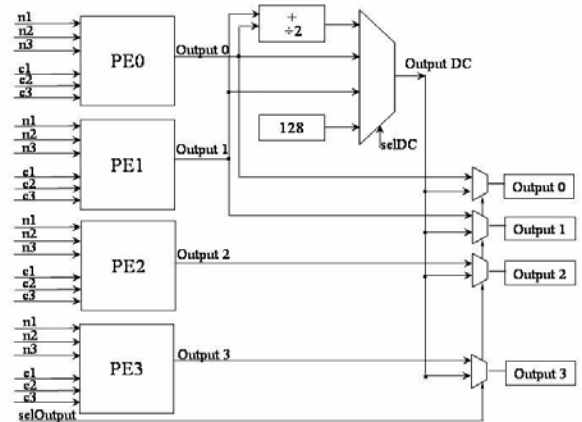 n1
n2
n3
c1
c2
c3
PE0
Output 0
+
÷2
128
selDC
Output DC
n1
n2
n3
c1
c2
c3
PE1
Output 1
n1
n2
n3
c1
c2
c3
PE2
Output 2
n1
n2
n3
c1
c2
c3
PE3
Output 3
selOutput
Output 0
Output 1
Output 2
Output 3